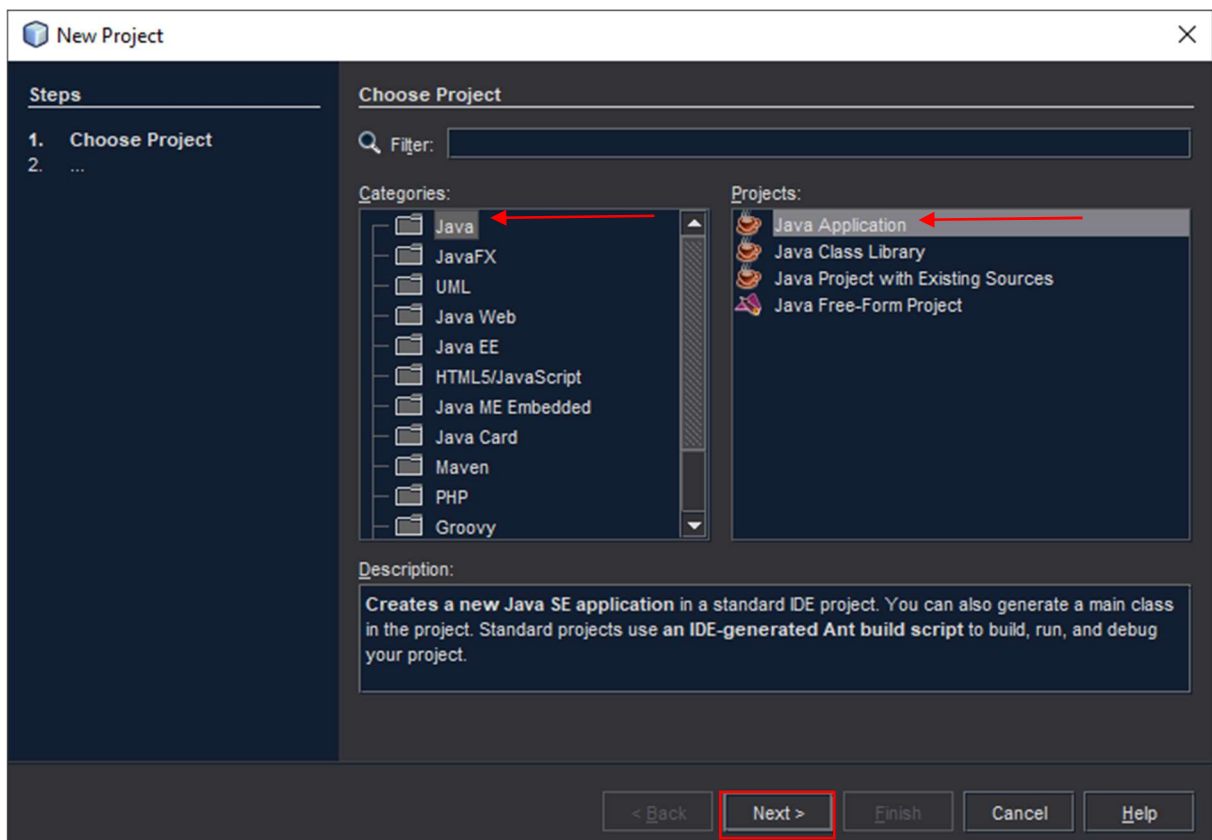 New Project
Steps
1. Choose Project
2. ...
Choose Project
Filter:
Categories:
Java
JavaFX
UML
Java Web
Java EE
HTML5/JavaScript
Java ME Embedded
Java Card
Maven
PHP
Groovy
Projects:
Java Application
Java Class Library
Java Project with Existing Sources
Java Free-Form Project
Description:
Creates a new Java SE application in a standard IDE project. You can also generate a main class
in the project. Standard projects use an IDE-generated Ant build script to build, run, and debug
your project.
< Back
Next >
Finish
Cancel
Help